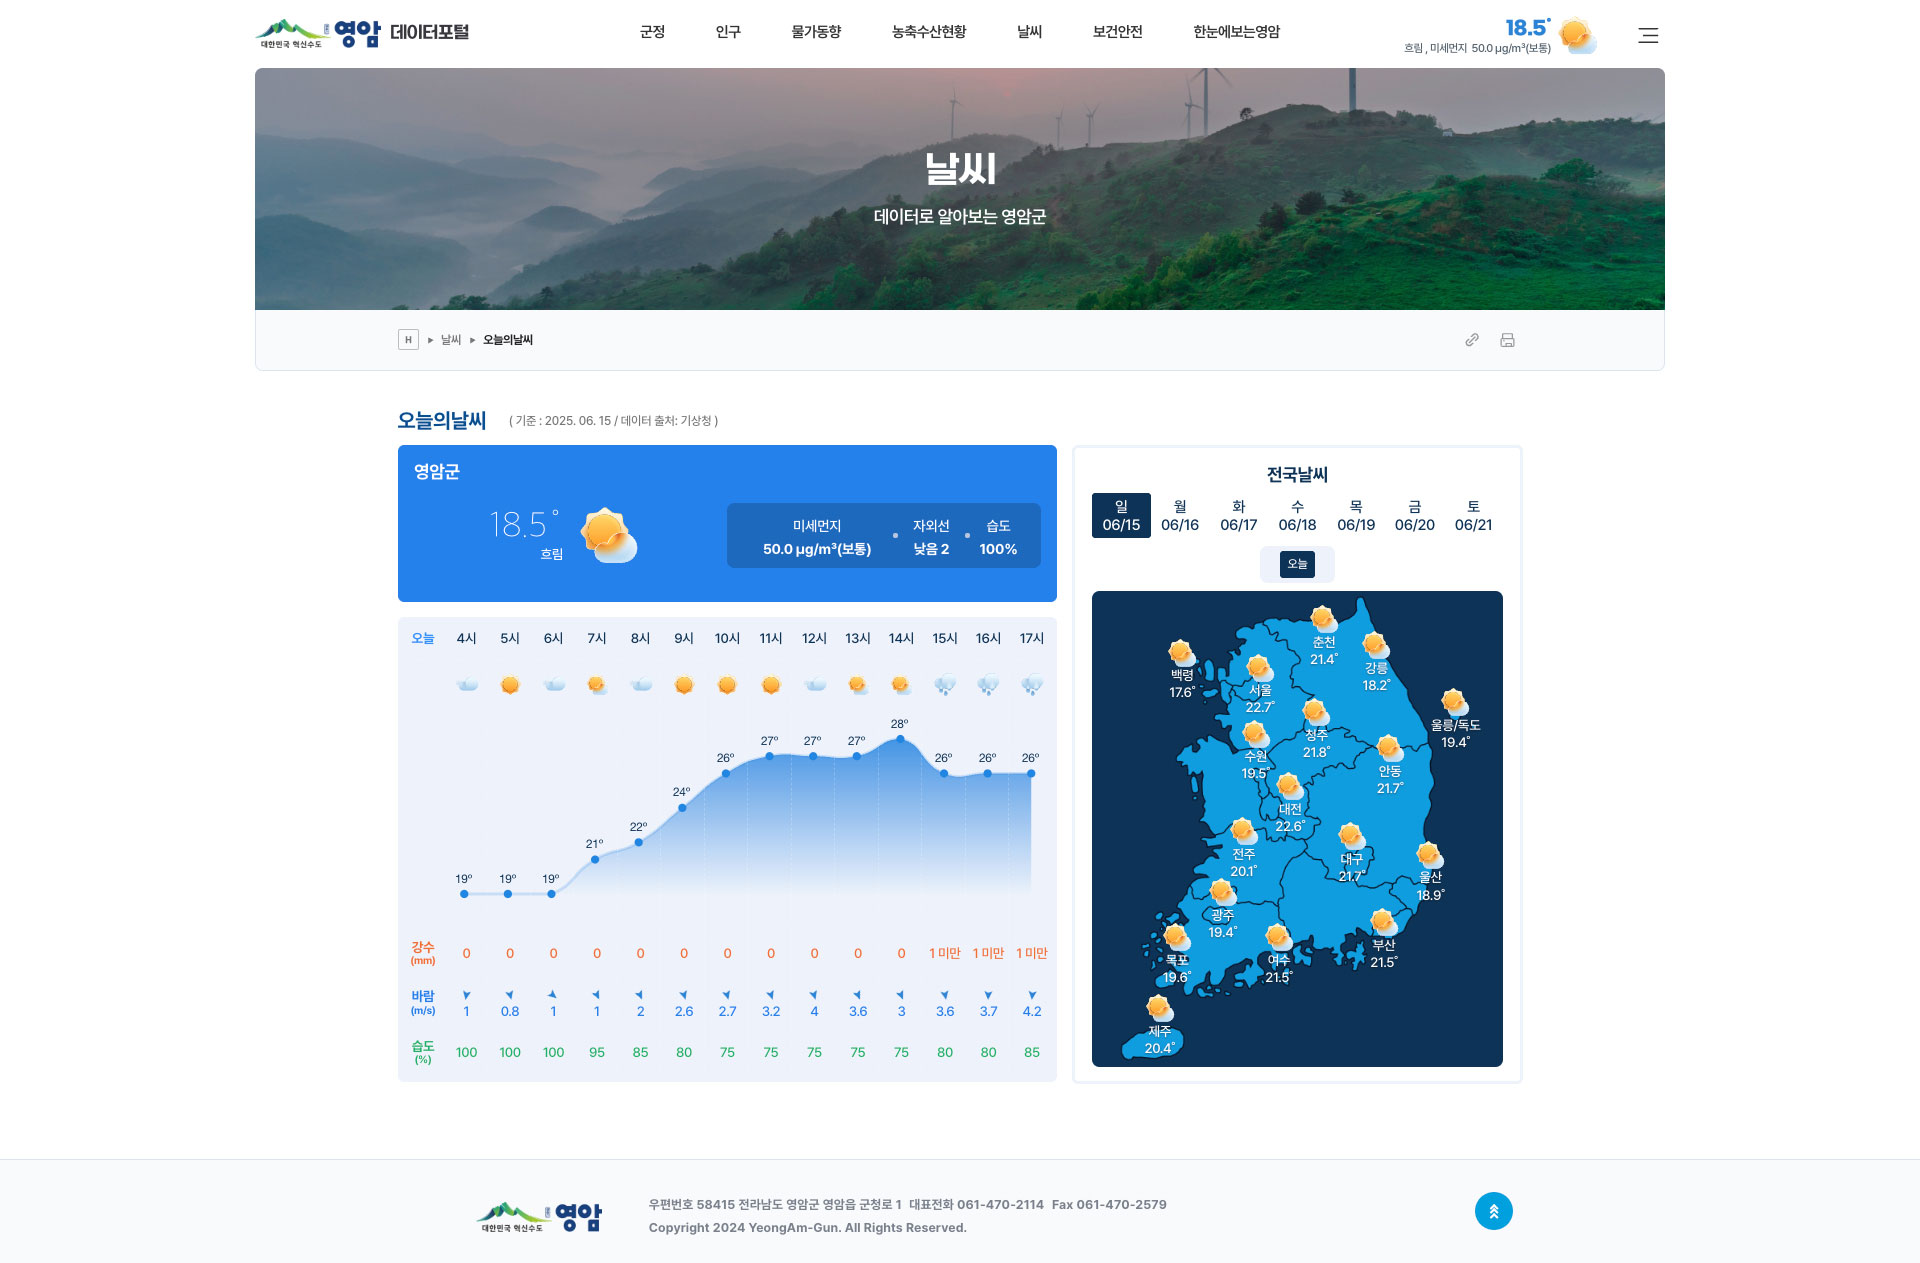 대한민국 혁신수도 영암 데이터포털
군정 인구 물가동향 농축수산현황 날씨 보건안전 한눈에보는영암
18.5°
흐림 , 미세먼지 50.0 µg/m³(보통)
날씨
데이터로 알아보는 영암군
H ▶ 날씨 ▶ 오늘의날씨
오늘의날씨 ( 기준 : 2025. 06. 15 / 데이터 출처: 기상청 )
영암군
18.5°
흐림
미세먼지 자외선 습도
50.0 µg/m³(보통) 낮음 2 100%
오늘 4시 5시 6시 7시 8시 9시 10시 11시 12시 13시 14시 15시 16시 17시
19º 19º 19º 21º 22º 24º 26º 27º 27º 27º 28º 26º 26º 26º
강수 (mm) 0 0 0 0 0 0 0 0 0 0 0 1 미만 1 미만 1 미만
바람 (m/s) 1 0.8 1 1 2 2.6 2.7 3.2 4 3.6 3 3.6 3.7 4.2
습도 (%) 100 100 100 95 85 80 75 75 75 75 75 80 80 85
전국날씨
일 월 화 수 목 금 토
06/15 06/16 06/17 06/18 06/19 06/20 06/21
오늘
춘천
21.4°
강릉
18.2°
백령
17.6°
서울
22.7°
울릉/독도
19.4°
청주
21.8°
수원
19.5°
안동
21.7°
대전
22.6°
전주
20.1°
대구
21.7°
울산
18.9°
광주
19.4°
부산
21.5°
목포
19.6°
여수
21.5°
제주
20.4°
대한민국 혁신수도 영암
우편번호 58415 전라남도 영암군 영암읍 군청로 1 대표전화 061-470-2114 Fax 061-470-2579
Copyright 2024 YeongAm-Gun. All Rights Reserved.